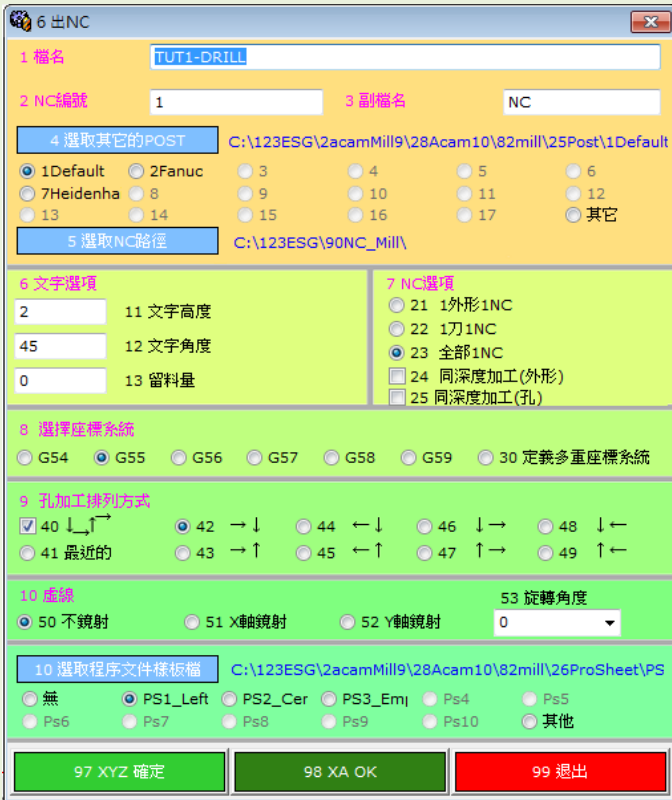 6 出NC
1 檔名 TUT1-DRILL
2 NC編號 1 3 副檔名 NC
4 選取其它的POST C:\123ESG\2acamMill9\28Acam10\82mill\25Post\1Default
1Default 2Fanuc 3 4 5 6
7Heidenha 8 9 10 11 12
13 14 15 16 17 其它
5 選取NC路徑 C:\123ESG\90NC_Mill\
6 文字選項
2 11 文字高度
45 12 文字角度
0 13 留料量
7 NC選項
21 1外形1NC
22 1刀1NC
23 全部1NC
24 同深度加工(外形)
25 同深度加工(孔)
8 選擇座標系統
G54 G55 G56 G57 G58 G59 30 定義多重座標系統
9 孔加工排列方式
40 ↓→↑→ 42 →↓ 44 ←↓ 46 ↓→ 48 ↓←
41 最近的 43 →↑ 45 ←↑ 47 ↑→ 49 ↑←
10 虛線 53 旋轉角度
50 不鏡射 51 X軸鏡射 52 Y軸鏡射 0
10 選取程序文件樣板檔 C:\123ESG\2acamMill9\28Acam10\82mill\26ProSheet\PS
無 PS1_Left PS2_Cer PS3_Emp Ps4 Ps5
Ps6 Ps7 Ps8 Ps9 Ps10 其他
97 XYZ 確定 98 XA OK 99 退出